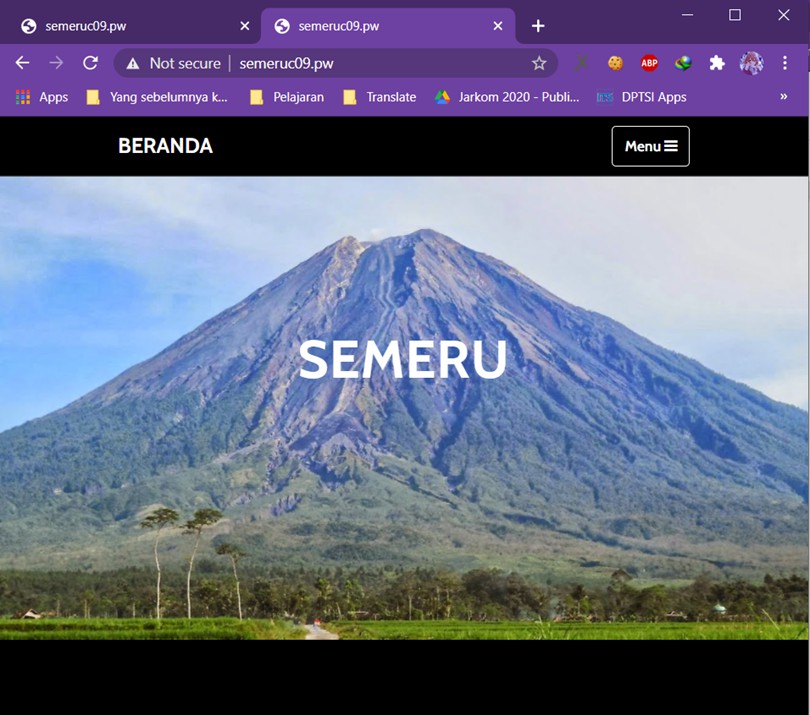 semeruc09.pw
semeruc09.pw
Not secure | semeruc09.pw
ABP
Apps Yang sebelumnya k... Pelajaran Translate Jarkom 2020 - Publi... DPTSI Apps »
BERANDA Menu
SEMERU